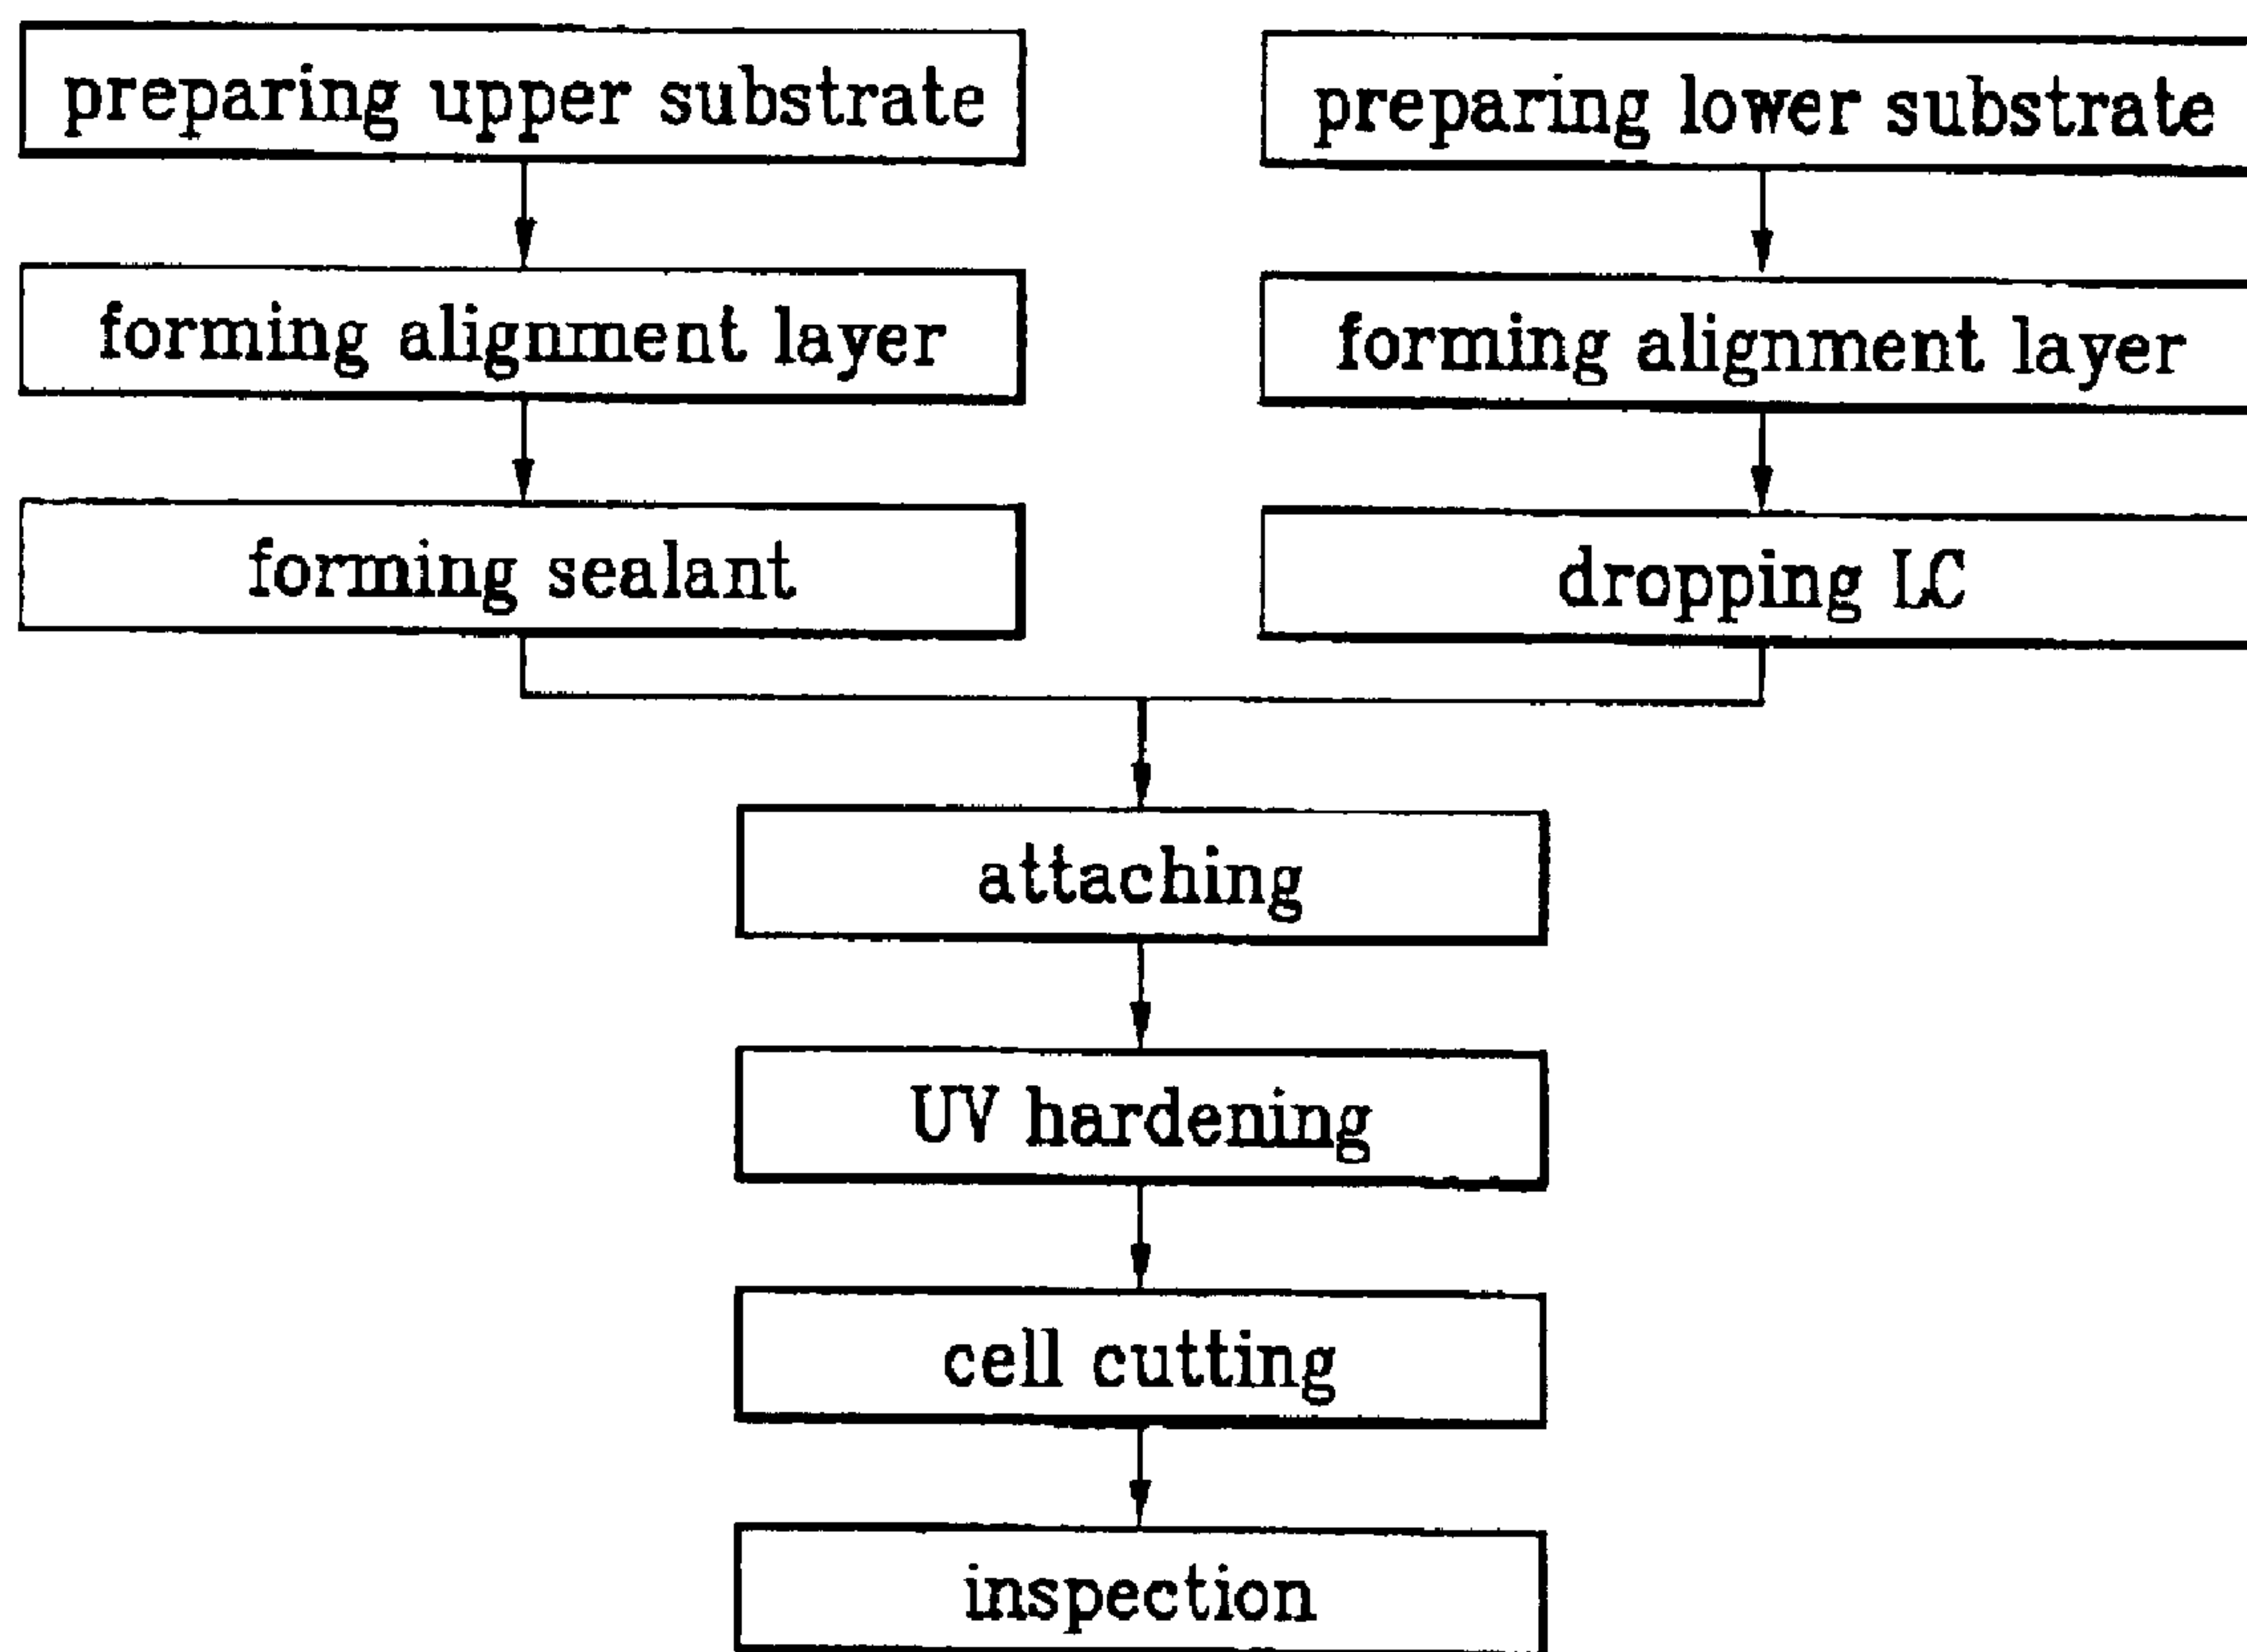 preparing upper substrate
preparing lower substrate
forming alignment layer
forming alignment layer
forming sealant
dropping LC
attaching
UV hardening
cell cutting
inspection